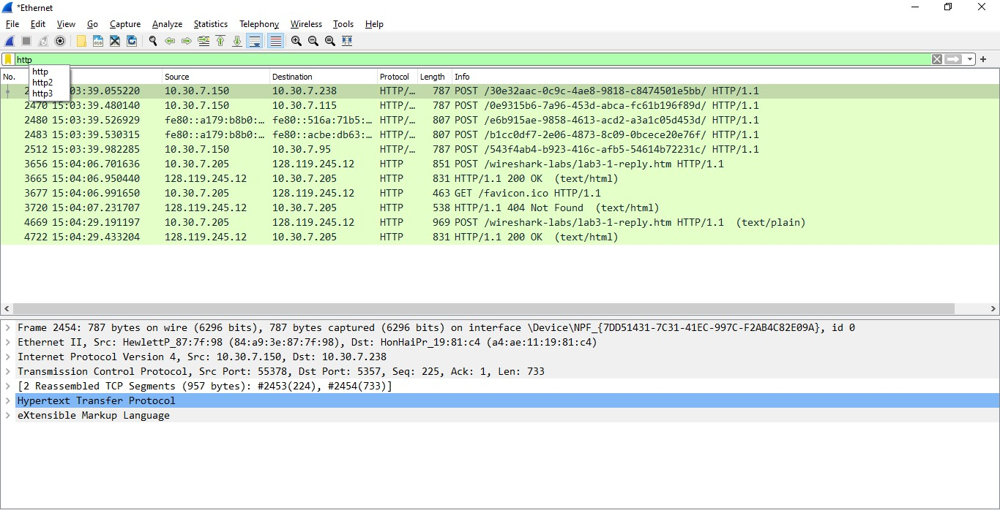 *Ethernet
File Edit View Go Capture Analyze Statistics Telephony Wireless Tools Help
http
http
http2
http3
No. Source Destination Protocol Length Info
2 03:39.055220 10.30.7.150 10.30.7.238 HTTP/… 787 POST /30e32aac-0c9c-4ae8-9818-c8474501e5bb/ HTTP/1.1
2470 15:03:39.480140 10.30.7.150 10.30.7.115 HTTP/… 787 POST /0e9315b6-7a96-453d-abca-fc61b196f89d/ HTTP/1.1
2480 15:03:39.526929 fe80::a179:b8b0:… fe80::516a:71b5:… HTTP/… 807 POST /e6b915ae-9858-4613-acd2-a3a1c05d453d/ HTTP/1.1
2483 15:03:39.530315 fe80::a179:b8b0:… fe80::acbe:db63:… HTTP/… 807 POST /b1cc0df7-2e06-4873-8c09-0bcece20e76f/ HTTP/1.1
2512 15:03:39.982285 10.30.7.150 10.30.7.95 HTTP/… 787 POST /543f4ab4-b923-416c-afb5-54614b72231c/ HTTP/1.1
3656 15:04:06.701636 10.30.7.205 128.119.245.12 HTTP 851 POST /wireshark-labs/lab3-1-reply.htm HTTP/1.1
3665 15:04:06.950440 128.119.245.12 10.30.7.205 HTTP 831 HTTP/1.1 200 OK (text/html)
3677 15:04:06.991650 10.30.7.205 128.119.245.12 HTTP 463 GET /favicon.ico HTTP/1.1
3720 15:04:07.231707 128.119.245.12 10.30.7.205 HTTP 538 HTTP/1.1 404 Not Found (text/html)
4669 15:04:29.191197 10.30.7.205 128.119.245.12 HTTP 969 POST /wireshark-labs/lab3-1-reply.htm HTTP/1.1 (text/plain)
4722 15:04:29.433204 128.119.245.12 10.30.7.205 HTTP 831 HTTP/1.1 200 OK (text/html)
Frame 2454: 787 bytes on wire (6296 bits), 787 bytes captured (6296 bits) on interface \Device\NPF_{7DD51431-7C31-41EC-997C-F2AB4C82E09A}, id 0
Ethernet II, Src: HewlettP_87:7f:98 (84:a9:3e:87:7f:98), Dst: HonHaiPr_19:81:c4 (a4:ae:11:19:81:c4)
Internet Protocol Version 4, Src: 10.30.7.150, Dst: 10.30.7.238
Transmission Control Protocol, Src Port: 55378, Dst Port: 5357, Seq: 225, Ack: 1, Len: 733
[2 Reassembled TCP Segments (957 bytes): #2453(224), #2454(733)]
Hypertext Transfer Protocol
eXtensible Markup Language